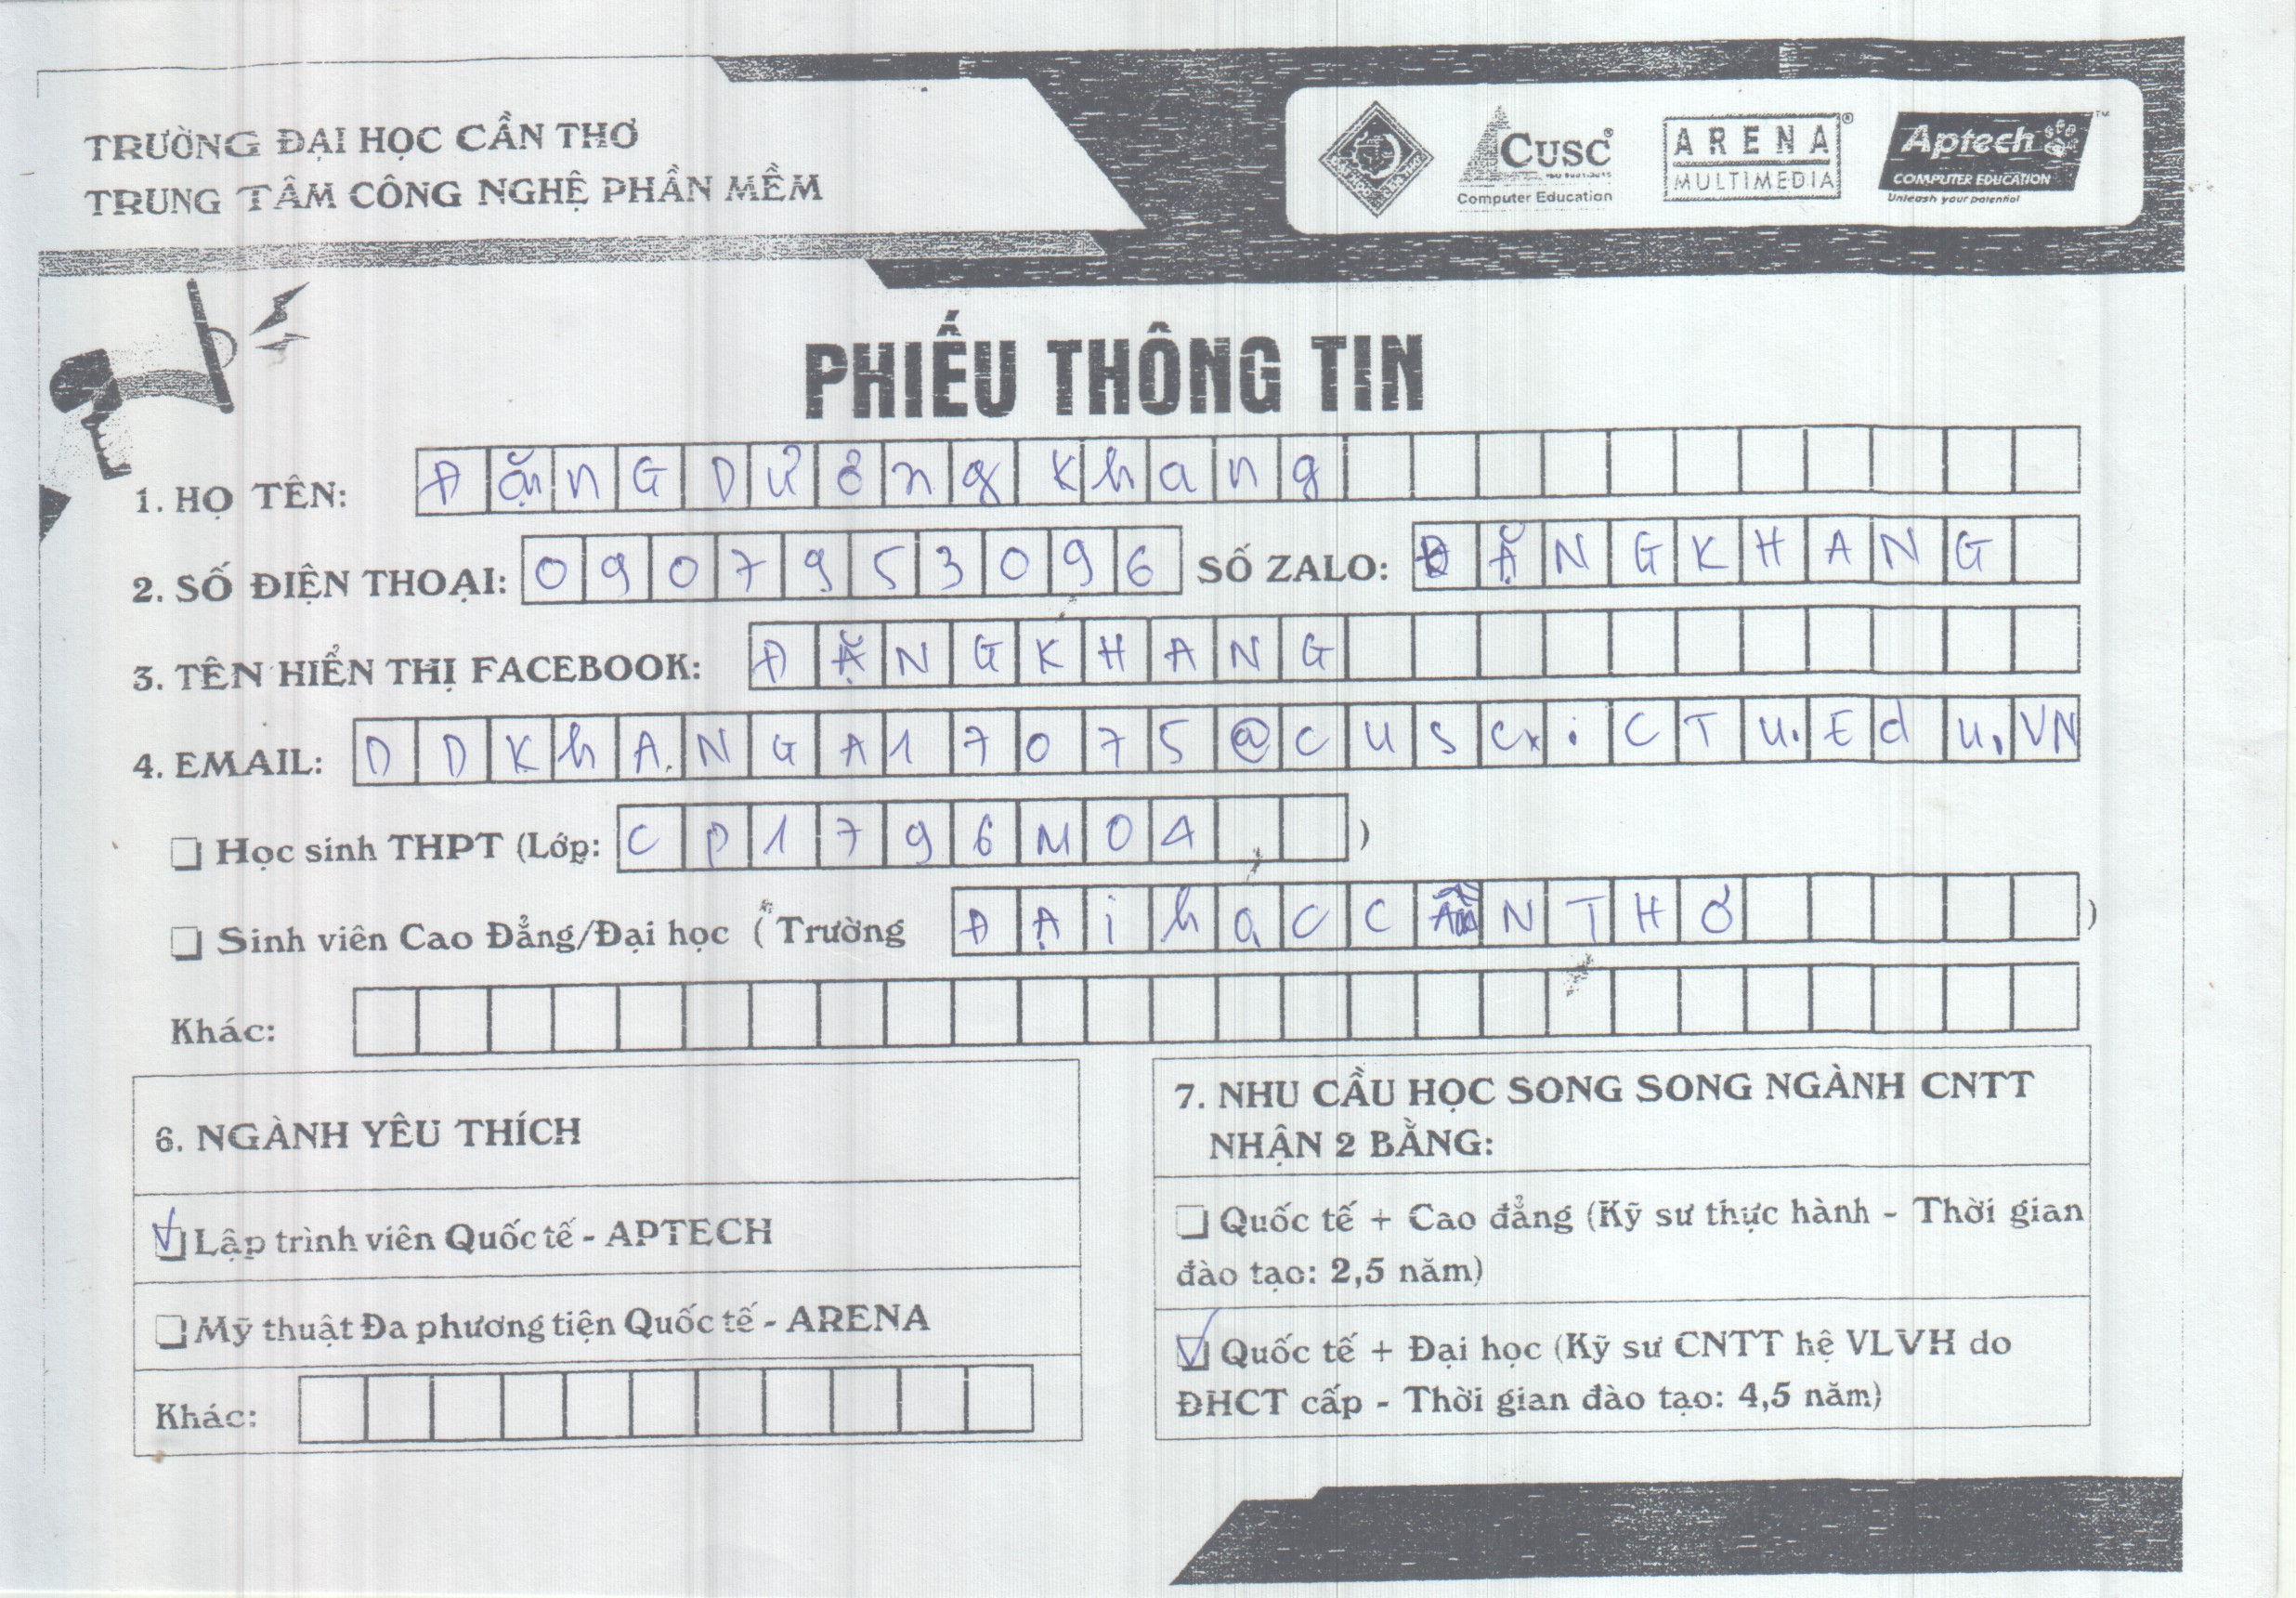 TRƯỜNG ĐẠI HỌC CẦN THƠ
TRUNG TÂM CÔNG NGHỆ PHẦN MỀM
CUSC
Computer Education
ARENA
MULTIMEDIA
Aptech
COMPUTER EDUCATION
Unleash your potential
PHIẾU THÔNG TIN
1. HỌ TÊN: ĐặnG Dương Khang
2. SỐ ĐIỆN THOẠI: 0907953096 SỐ ZALO: ĐẶNGKHANG
3. TÊN HIỂN THỊ FACEBOOK: ĐẶNGKHANG
4. EMAIL: DDKhANGA17075@CUSC.CTU.EdU.VN
Học sinh THPT (Lớp: CP1796M04 )
Sinh viên Cao Đẳng/Đại học ( Trường ĐẠihọCCẦNTHƠ )
Khác:
6. NGÀNH YÊU THÍCH
Lập trình viên Quốc tế - APTECH
Mỹ thuật Đa phương tiện Quốc tế - ARENA
Khác:
7. NHU CẦU HỌC SONG SONG NGÀNH CNTT
NHẬN 2 BẰNG:
Quốc tế + Cao đẳng (Kỹ sư thực hành - Thời gian
đào tạo: 2,5 năm)
Quốc tế + Đại học (Kỹ sư CNTT hệ VLVH do
ĐHCT cấp - Thời gian đào tạo: 4,5 năm)